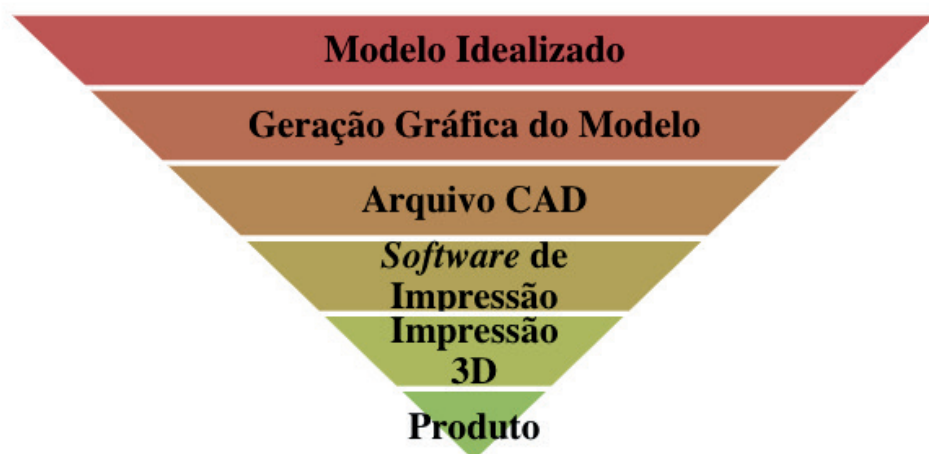 Modelo Idealizado
Geração Gráfica do Modelo
Arquivo CAD
Software de
Impressão
Impressão
3D
Produto